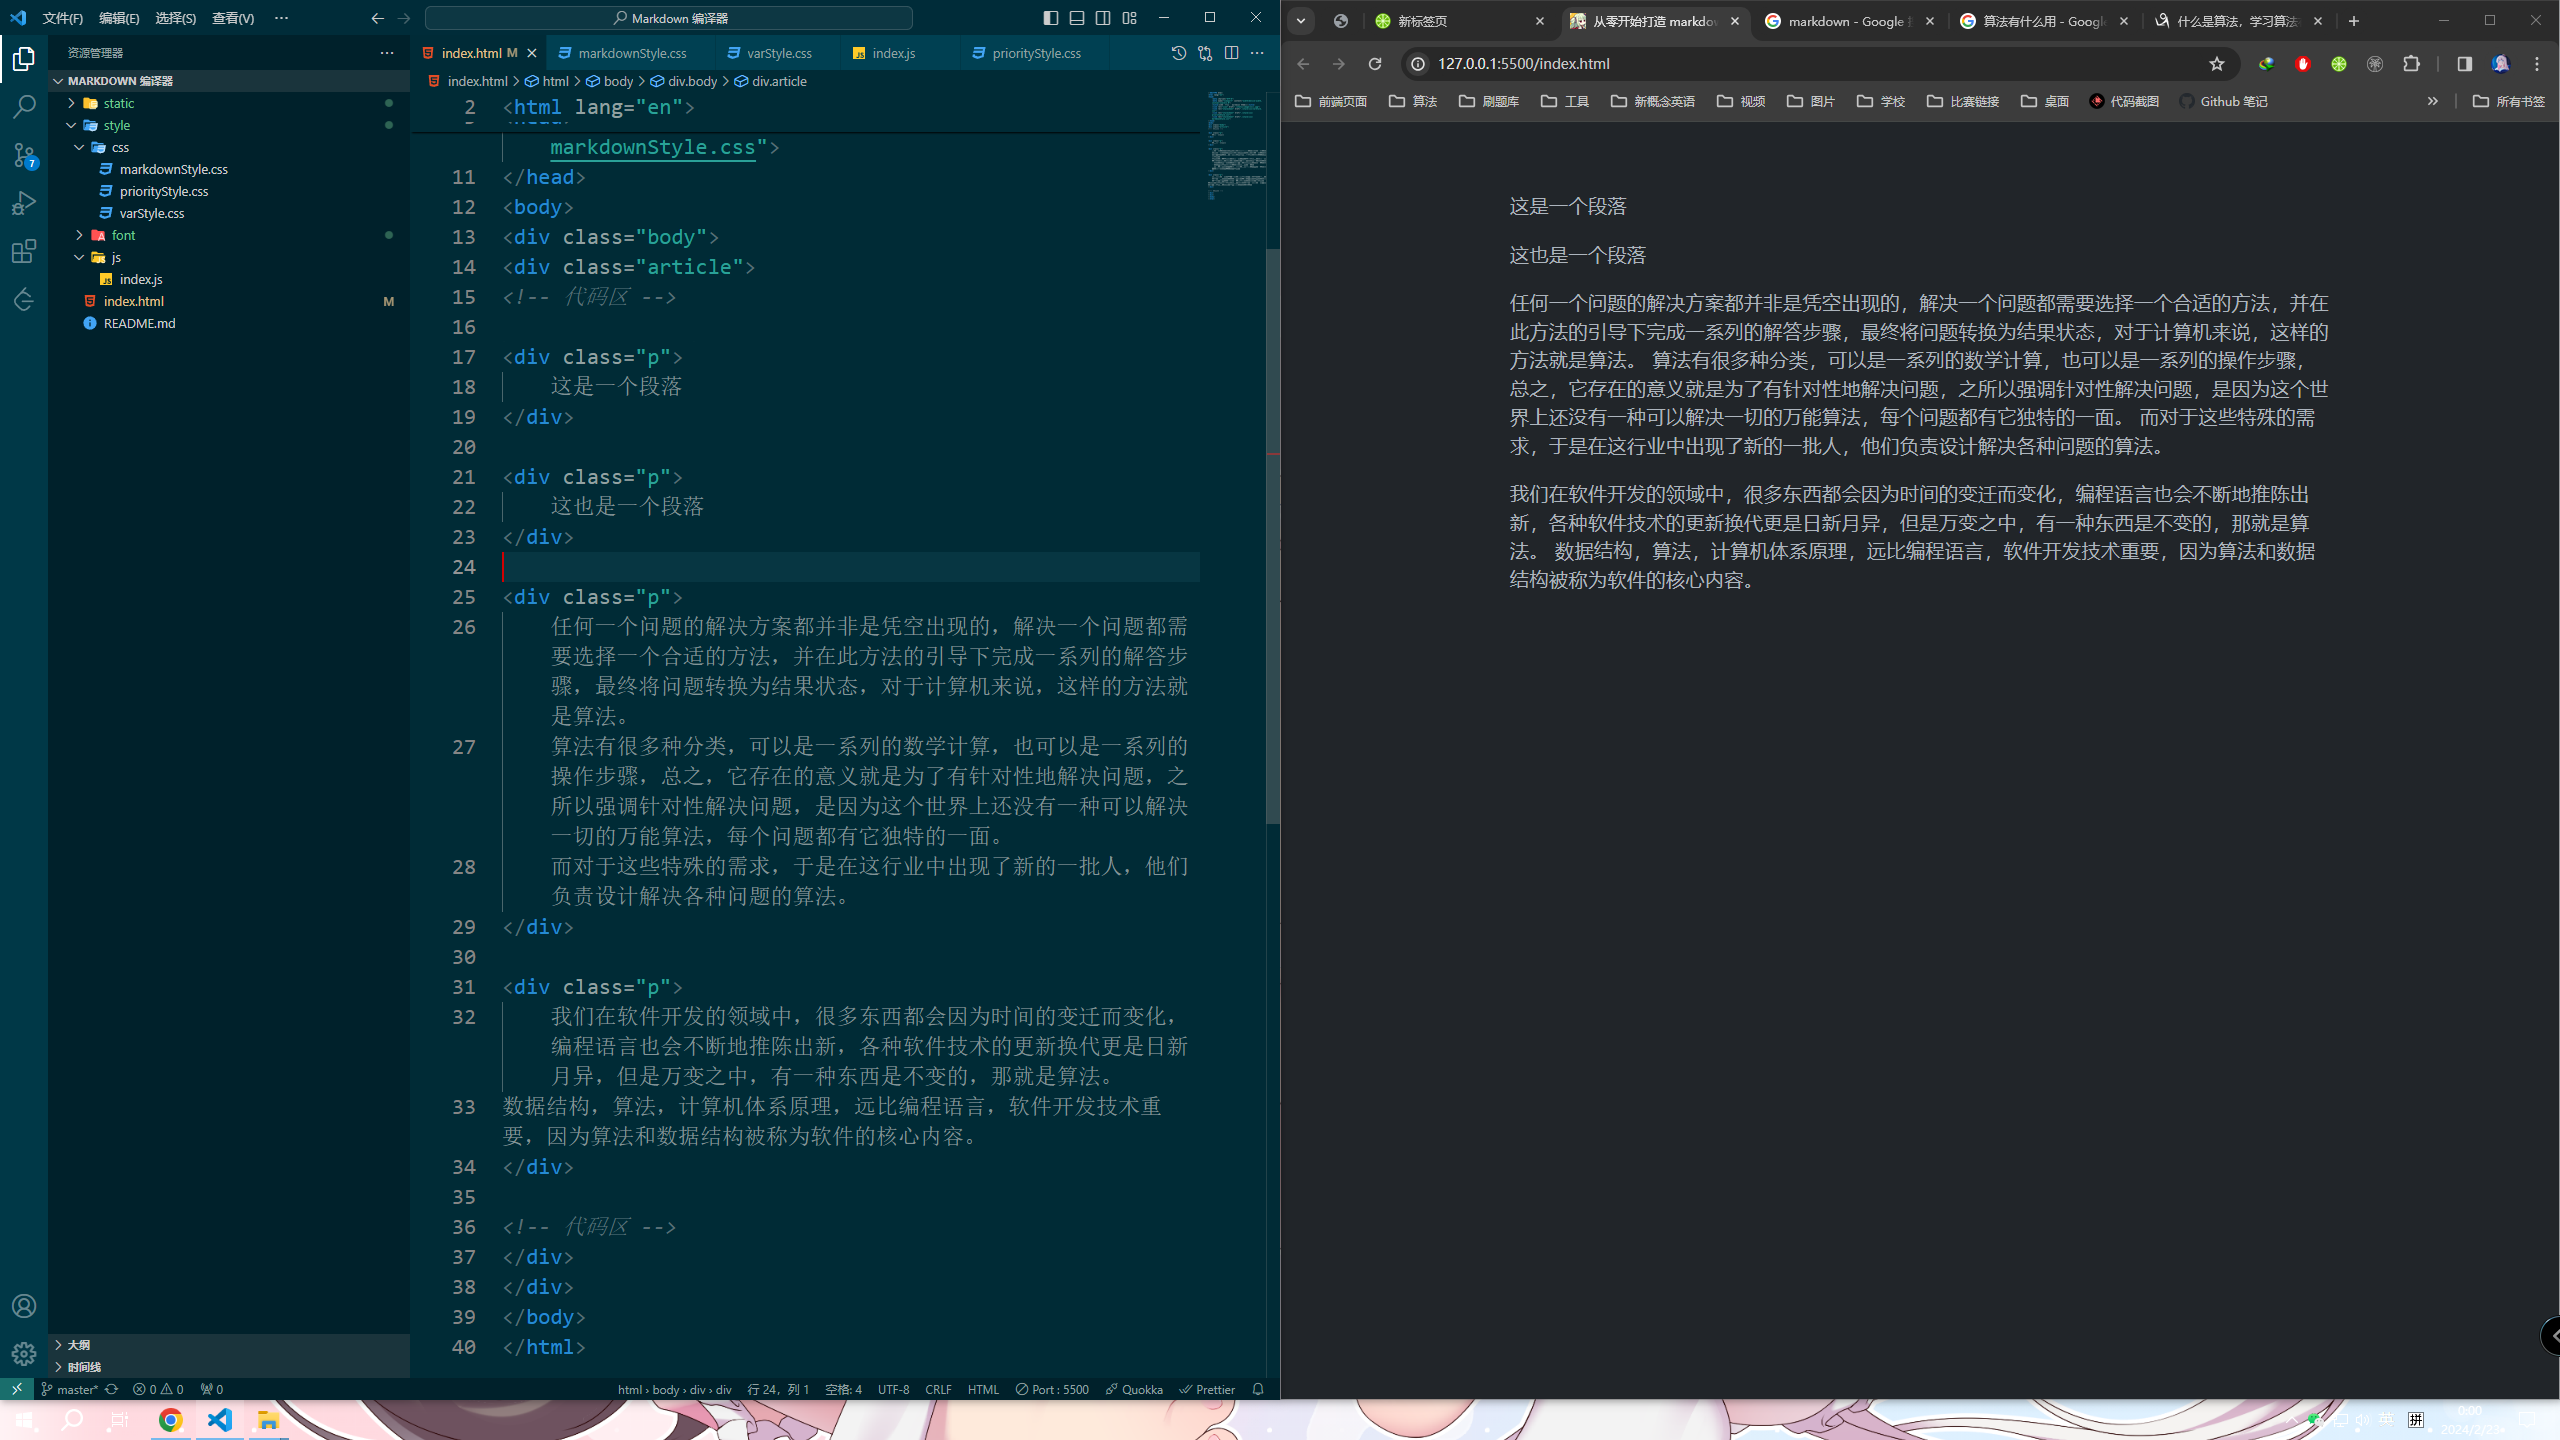 文件(F) 编辑(E) 选择(S) 查看(V) ··· Markdown 编译器
资源管理器
MARKDOWN 编译器
static
style
css
markdownStyle.css
priorityStyle.css
varStyle.css
font
js
index.js
index.html M
README.md
大纲
时间线
index.html M markdownStyle.css varStyle.css index.js priorityStyle.css
index.html > html > body > div.body > div.article
2 <html lang="en">
markdownStyle.css">
11 </head>
12 <body>
13 <div class="body">
14 <div class="article">
15 <!-- 代码区 -->
16
17 <div class="p">
18 这是一个段落
19 </div>
20
21 <div class="p">
22 这也是一个段落
23 </div>
24
25 <div class="p">
26 任何一个问题的解决方案都并非是凭空出现的，解决一个问题都需
要选择一个合适的方法，并在此方法的引导下完成一系列的解答步
骤，最终将问题转换为结果状态，对于计算机来说，这样的方法就
是算法。
27 算法有很多种分类，可以是一系列的数学计算，也可以是一系列的
操作步骤，总之，它存在的意义就是为了有针对性地解决问题，之
所以强调针对性解决问题，是因为这个世界上还没有一种可以解决
一切的万能算法，每个问题都有它独特的一面。
28 而对于这些特殊的需求，于是在这行业中出现了新的一批人，他们
负责设计解决各种问题的算法。
29 </div>
30
31 <div class="p">
32 我们在软件开发的领域中，很多东西都会因为时间的变迁而变化，
编程语言也会不断地推陈出新，各种软件技术的更新换代更是日新
月异，但是万变之中，有一种东西是不变的，那就是算法。
33 数据结构，算法，计算机体系原理，远比编程语言，软件开发技术重
要，因为算法和数据结构被称为软件的核心内容。
34 </div>
35
36 <!-- 代码区 -->
37 </div>
38 </div>
39 </body>
40 </html>
7
master* 0 0 0 html › body › div › div 行 24，列 1 空格: 4 UTF-8 CRLF HTML Port : 5500 Quokka Prettier
新标签页 从零开始打造 markdow markdown - Google 算法有什么用 - Google 什么是算法，学习算法
127.0.0.1:5500/index.html
前端页面 算法 刷题库 工具 新概念英语 视频 图片 学校 比赛链接 桌面 代码截图 Github 笔记 » 所有书签
这是一个段落
这也是一个段落
任何一个问题的解决方案都并非是凭空出现的，解决一个问题都需要选择一个合适的方法，并在
此方法的引导下完成一系列的解答步骤，最终将问题转换为结果状态，对于计算机来说，这样的
方法就是算法。 算法有很多种分类，可以是一系列的数学计算，也可以是一系列的操作步骤，
总之，它存在的意义就是为了有针对性地解决问题，之所以强调针对性解决问题，是因为这个世
界上还没有一种可以解决一切的万能算法，每个问题都有它独特的一面。 而对于这些特殊的需
求，于是在这行业中出现了新的一批人，他们负责设计解决各种问题的算法。
我们在软件开发的领域中，很多东西都会因为时间的变迁而变化，编程语言也会不断地推陈出
新，各种软件技术的更新换代更是日新月异，但是万变之中，有一种东西是不变的，那就是算
法。 数据结构，算法，计算机体系原理，远比编程语言，软件开发技术重要，因为算法和数据
结构被称为软件的核心内容。
英 拼 0:00
2024/2/23